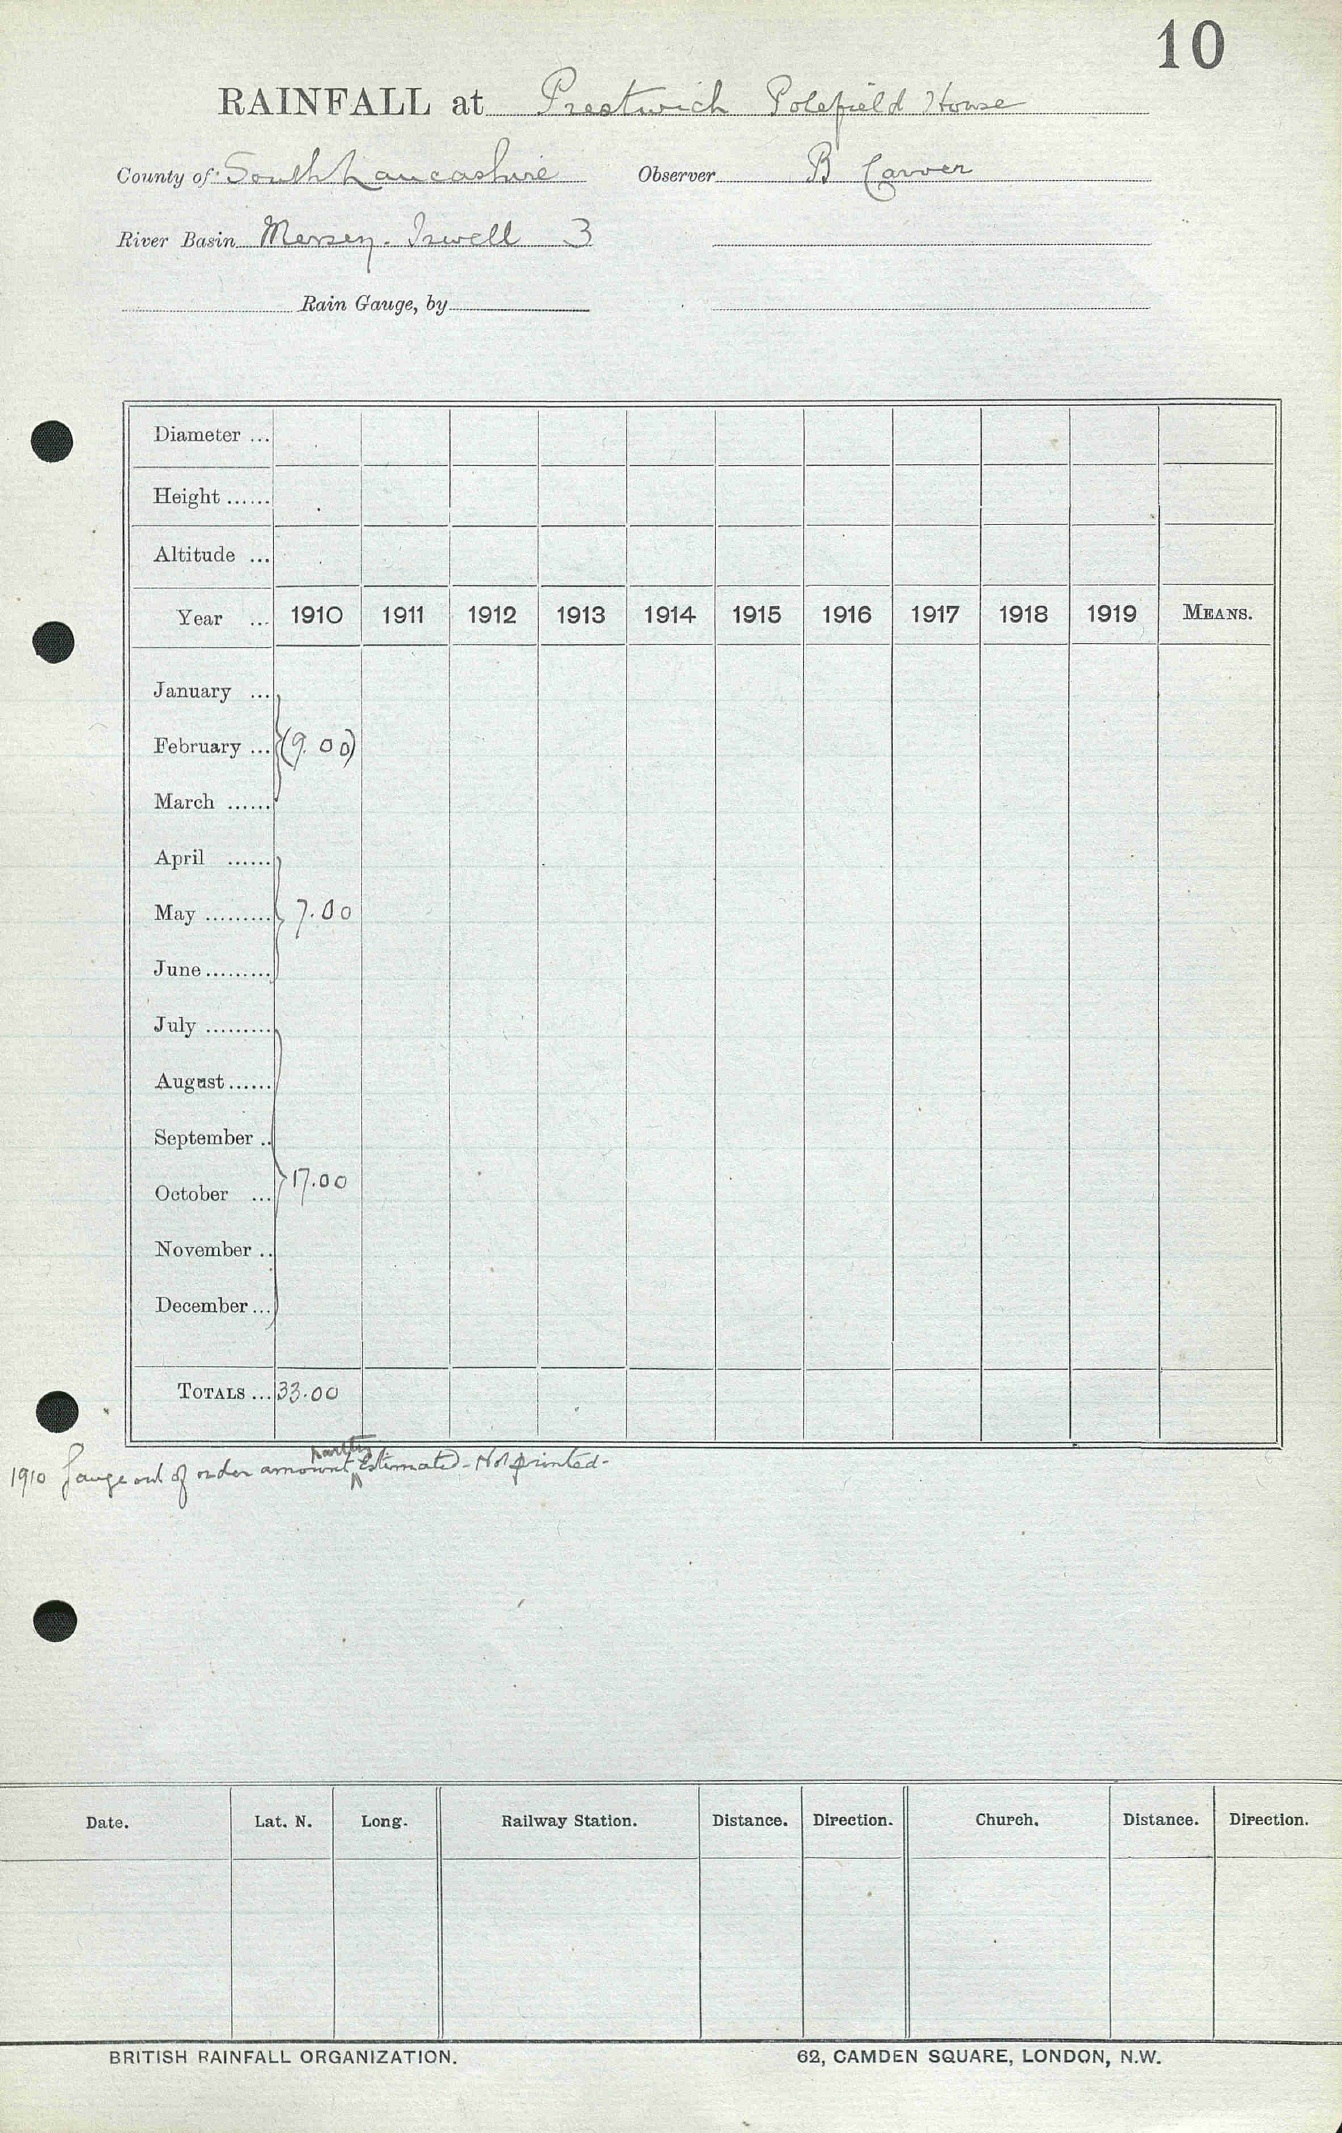 10
RAINFALL at Prestwich Polefield House
County of South Lancashire Observer B Carver
River Basin Mersey. Irwell 3
Rain Gauge, by
Diameter ...
Height ......
Altitude ...
Year ... 1910 1911 1912 1913 1914 1915 1916 1917 1918 1919 MEANS.
January ...
February ... (9.00)
March ......
April ......
May ......... 7.00
June .........
July .........
August ......
September ..
October ... 17.00
November ..
December ...
TOTALS ... 33.00
partly
1910 Gauge out of order amount Estimated - Not printed -
Date. Lat. N. Long. Railway Station. Distance. Direction. Church. Distance. Direction.
BRITISH RAINFALL ORGANIZATION. 62, CAMDEN SQUARE, LONDON, N.W.